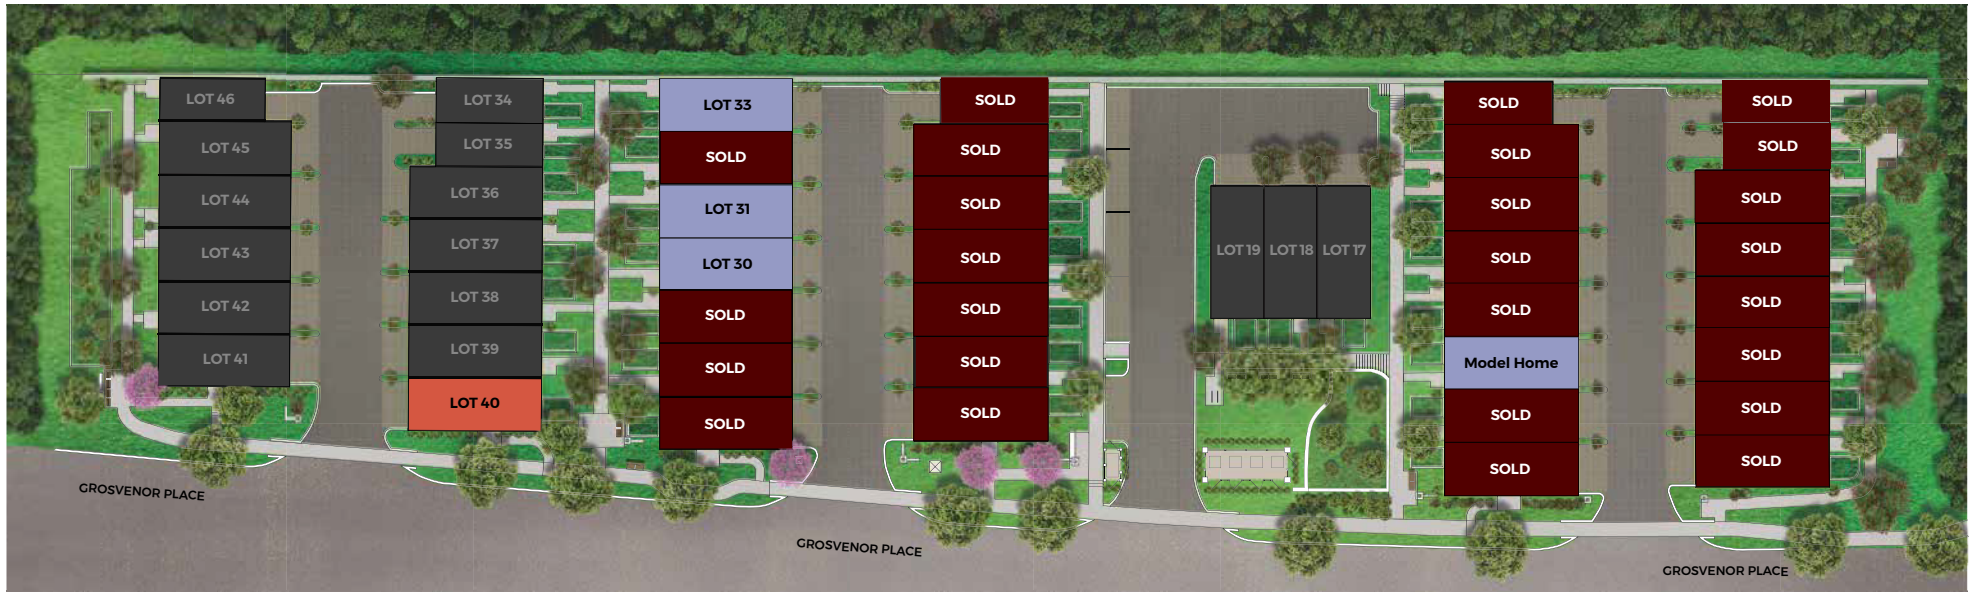 LOT 46
LOT 45
LOT 44
LOT 43
LOT 42
LOT 41
LOT 34
LOT 35
LOT 36
LOT 37
LOT 38
LOT 39
LOT 40
LOT 33
SOLD
LOT 31
LOT 30
SOLD
SOLD
SOLD
SOLD
SOLD
SOLD
SOLD
SOLD
SOLD
SOLD
LOT 19
LOT 18
LOT 17
SOLD
SOLD
SOLD
SOLD
SOLD
Model Home
SOLD
SOLD
SOLD
SOLD
SOLD
SOLD
SOLD
SOLD
SOLD
SOLD
GROSVENOR PLACE
GROSVENOR PLACE
GROSVENOR PLACE